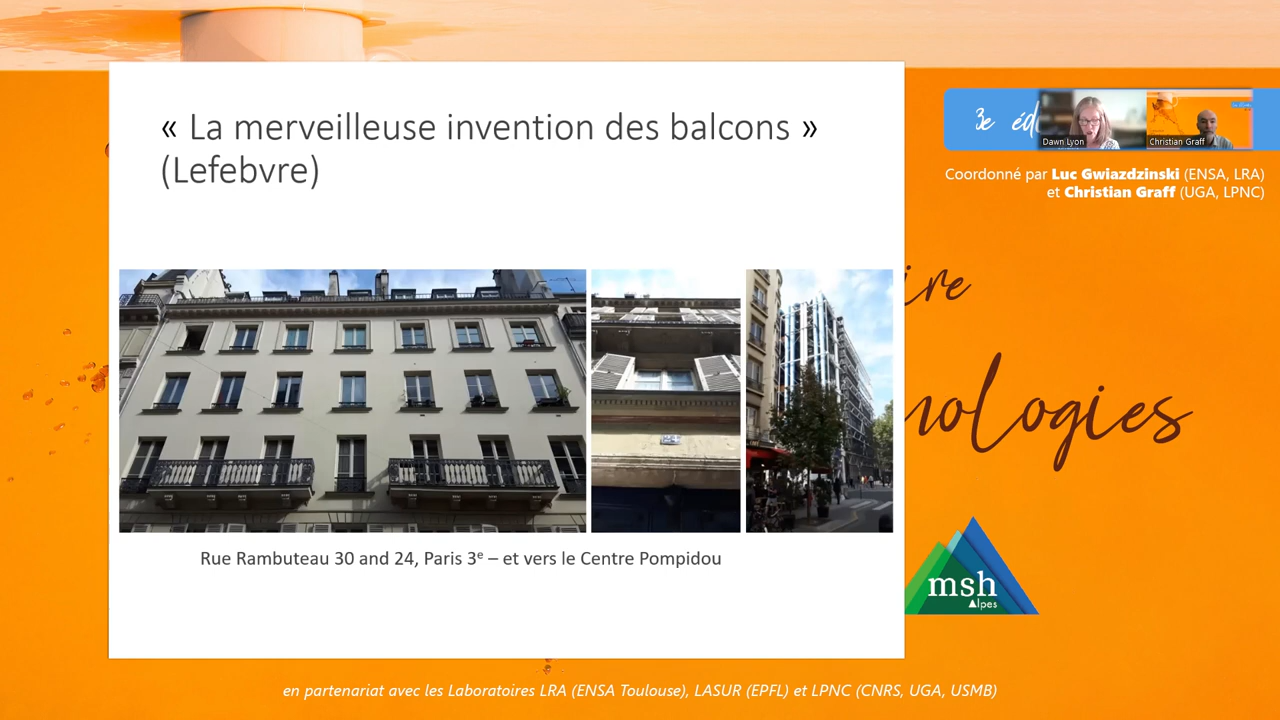 « La merveilleuse invention des balcons »
(Lefebvre)
Rue Rambuteau 30 and 24, Paris 3e – et vers le Centre Pompidou
3e
Dawn Lyon
Christian Graff
Coordonné par Luc Gwiazdzinski (ENSA, LRA)
et Christian Graff (UGA, LPNC)
ire
nologies
msh
Alpes
en partenariat avec les Laboratoires LRA (ENSA Toulouse), LASUR (EPFL) et LPNC (CNRS, UGA, USMB)